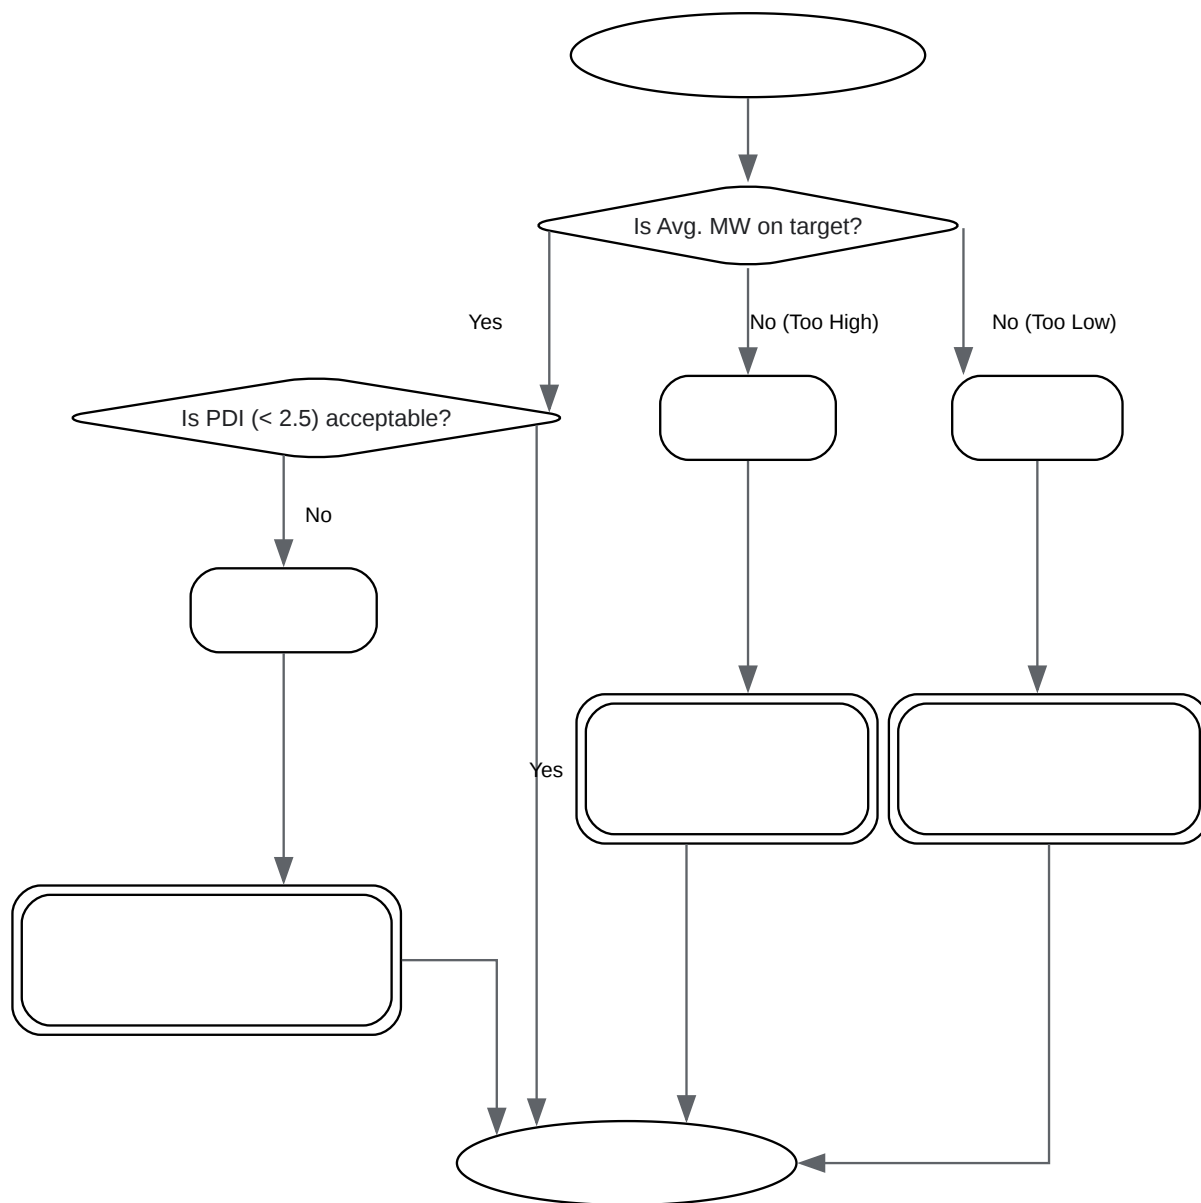 Is Avg. MW on target?
Yes
No (Too High)
No (Too Low)
Is PDI (< 2.5) acceptable?
No
Yes